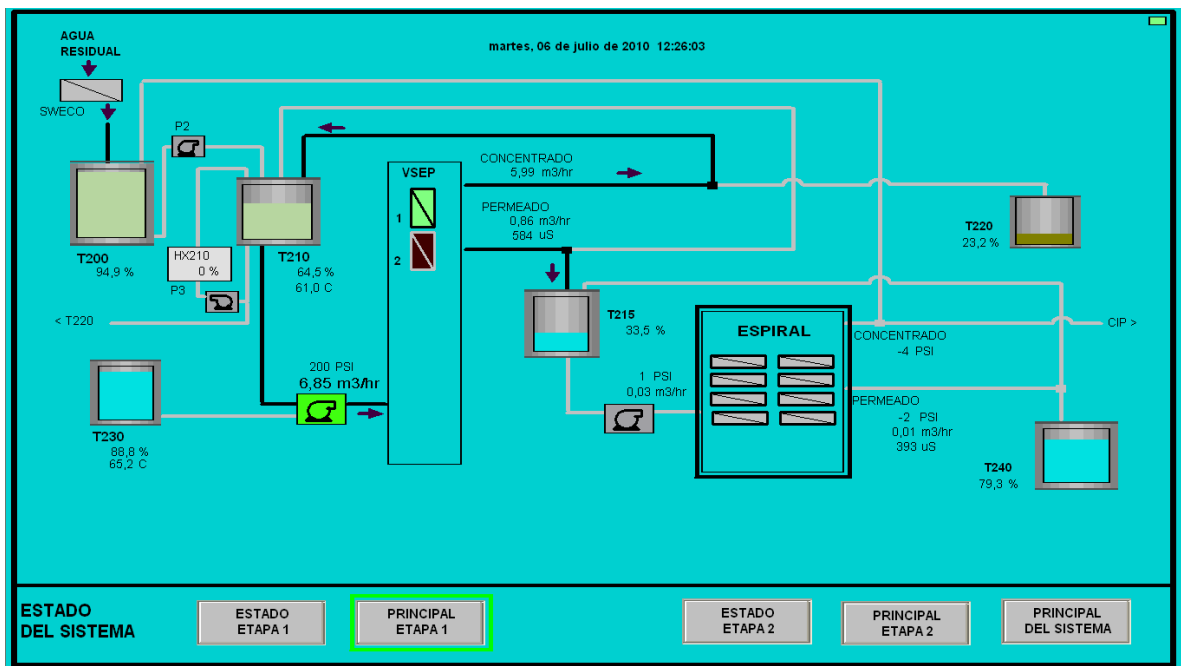 AGUA
RESIDUAL
martes, 06 de julio de 2010 12:26:03
SWECO
P2
CONCENTRADO
5,99 m3/hr
VSEP
1
2
PERMEADO
0,86 m3/hr
584 uS
T200
94,9 %
HX210
0 %
P3
T210
64,5 %
61,0 C
T220
23,2 %
< T220
T215
33,5 %
ESPIRAL
CONCENTRADO
-4 PSI
CIP >
200 PSI
6,85 m3/hr
1 PSI
0,03 m3/hr
PERMEADO
-2 PSI
0,01 m3/hr
393 uS
T230
88,8 %
65,2 C
T240
79,3 %
ESTADO
DEL SISTEMA
ESTADO
ETAPA 1
PRINCIPAL
ETAPA 1
ESTADO
ETAPA 2
PRINCIPAL
ETAPA 2
PRINCIPAL
DEL SISTEMA